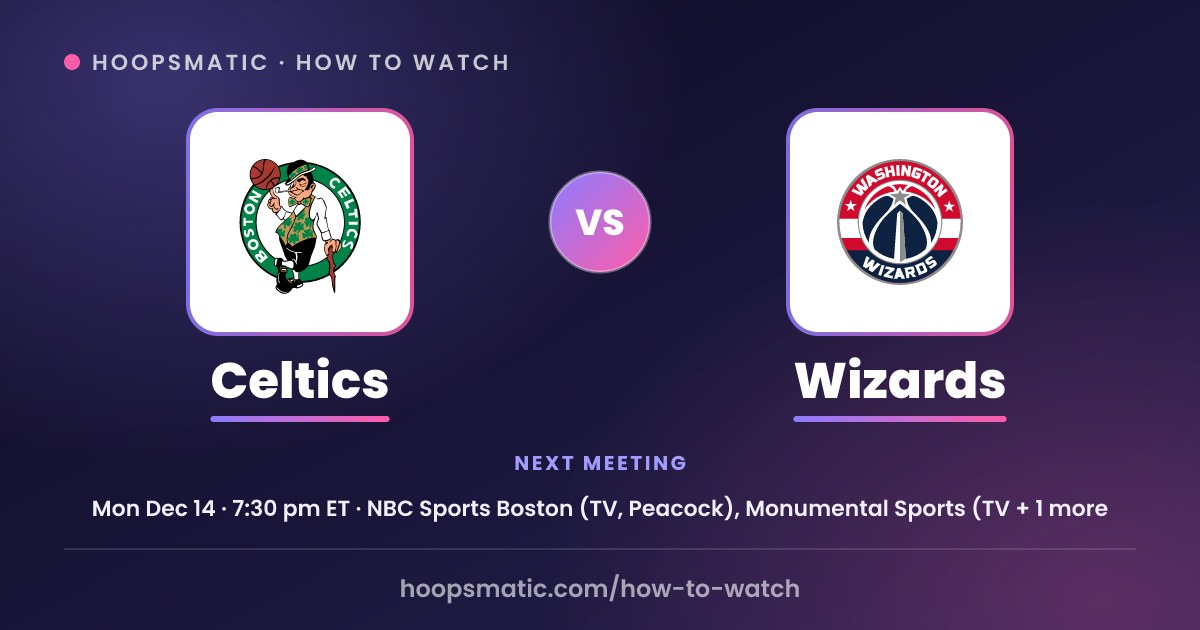 HOOPSMATIC · HOW TO WATCH
BOSTON CELTICS
VS
WASHINGTON WIZARDS
Celtics
Wizards
NEXT MEETING
Mon Dec 14 · 7:30 pm ET · NBC Sports Boston (TV, Peacock), Monumental Sports (TV + 1 more
hoopsmatic.com/how-to-watch